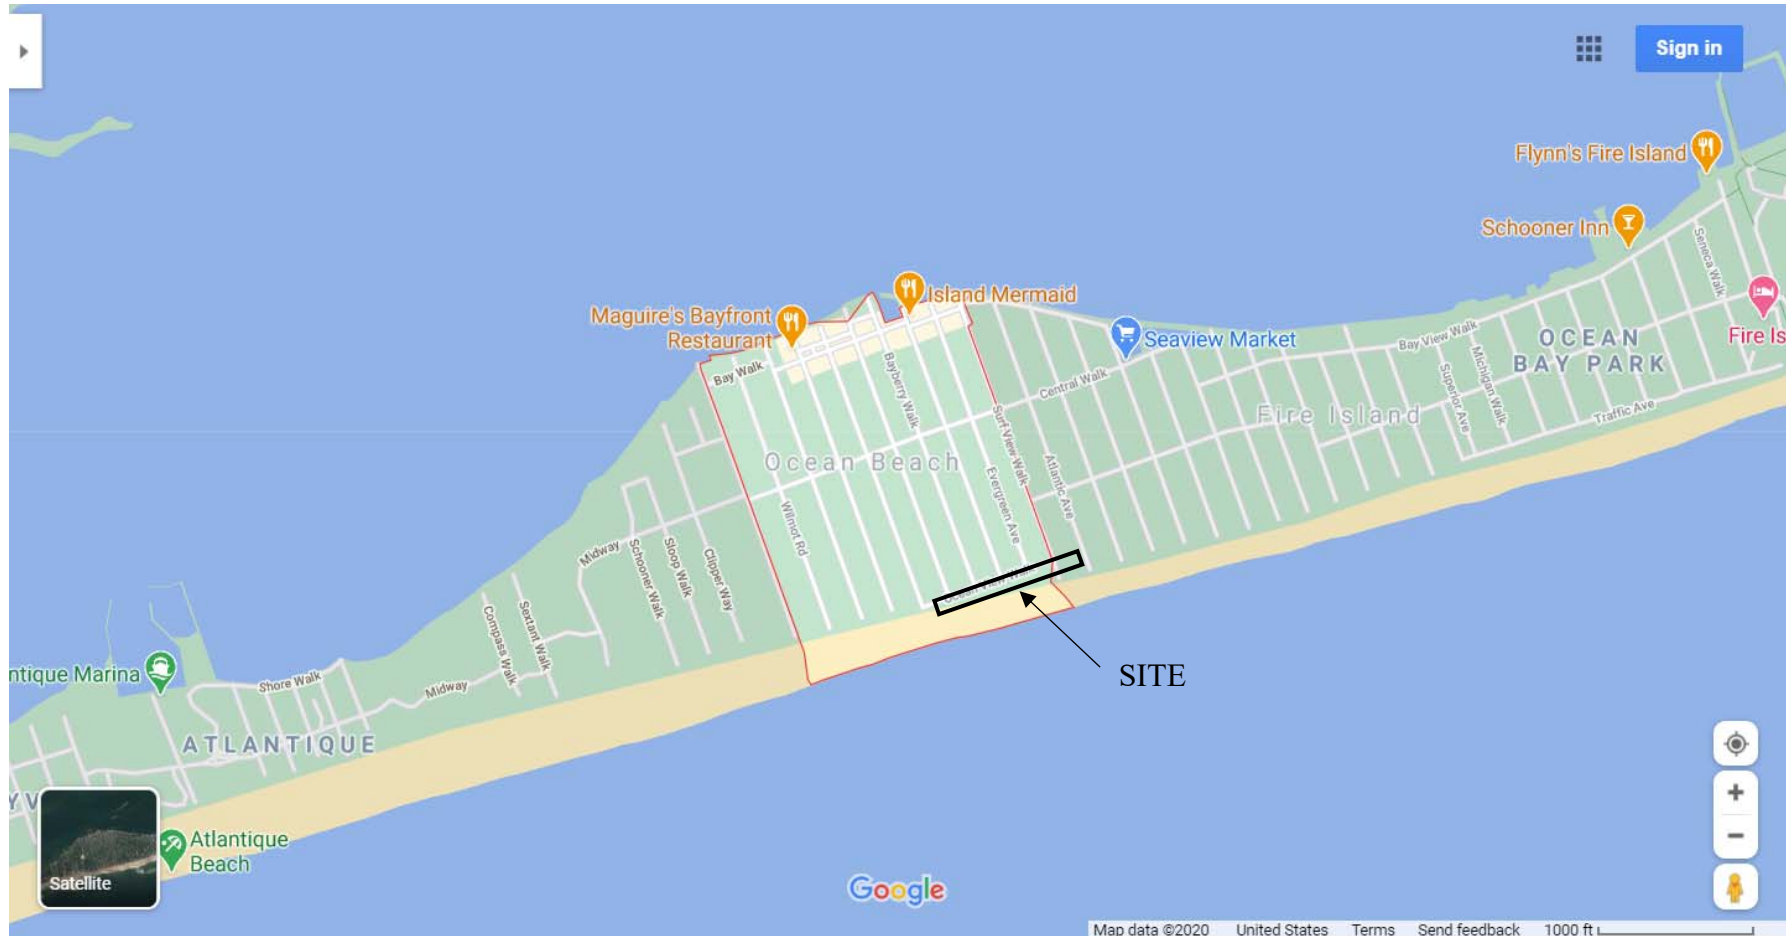 Sign in
Flynn's Fire Island
Schooner Inn
Seneca Walk
Island Mermaid
Maguire's Bayfront
Restaurant
Seaview Market
Bay View Walk
OCEAN
BAY PARK
Fire Is
Bay Walk
Bayberry Walk
Central Walk
Superior Ave
Michigan Walk
Traffic Ave
Fire Island
Surf View Walk
Ocean Beach
Evergreen Ave
Atlantic Ave
Wilmot Rd
Midway
Schooner Walk
Sloop Walk
Clipper Way
Ocean View Walk
Compass Walk
Sextant Walk
SITE
ntique Marina
Shore Walk
Midway
ATLANTIQUE
Y V
Atlantique
Beach
Satellite
Google
Map data ©2020 United States Terms Send feedback 1000 ft